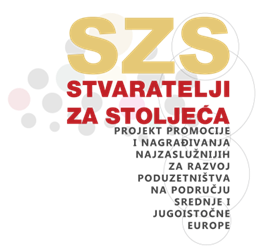 SZS
STVARATELJI
ZA STOLJEĆA
PROJEKT PROMOCIJE
I NAGRAĐIVANJA
NAJZASLUŽNIJIH
ZA RAZVOJ
PODUZETNIŠTVA
NA PODRUČJU
SREDNJE I
JUGOISTOČNE
EUROPE